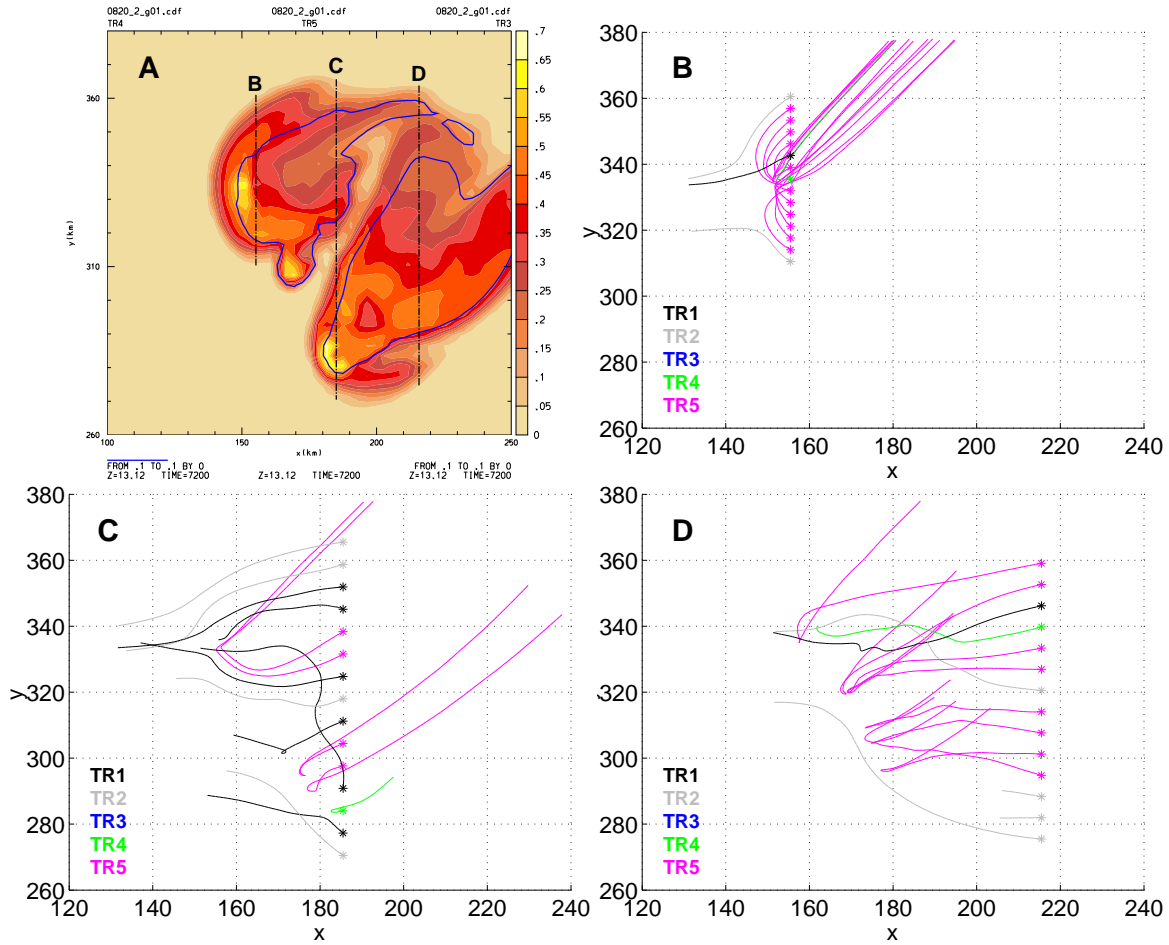 0820_2_g01.cdf 0820_2_g01.cdf 0820_2_g01.cdf
TR4 TR5 TR3
A
B
C
D
360
310
260
y(km)
100 150 200 250
x(km)
.7
.65
.6
.55
.5
.45
.4
.35
.3
.25
.2
.15
.1
.05
0
FROM .1 TO .1 BY 0 FROM .1 TO .1 BY 0
Z=13.12 TIME=7200 Z=13.12 TIME=7200 Z=13.12 TIME=7200
B
380
360
340
320
300
280
260
y
TR1
TR2
TR3
TR4
TR5
120 140 160 180 200 220 240
x
C
380
360
340
320
300
280
260
y
TR1
TR2
TR3
TR4
TR5
120 140 160 180 200 220 240
x
D
380
360
340
320
300
280
260
y
TR1
TR2
TR3
TR4
TR5
120 140 160 180 200 220 240
x